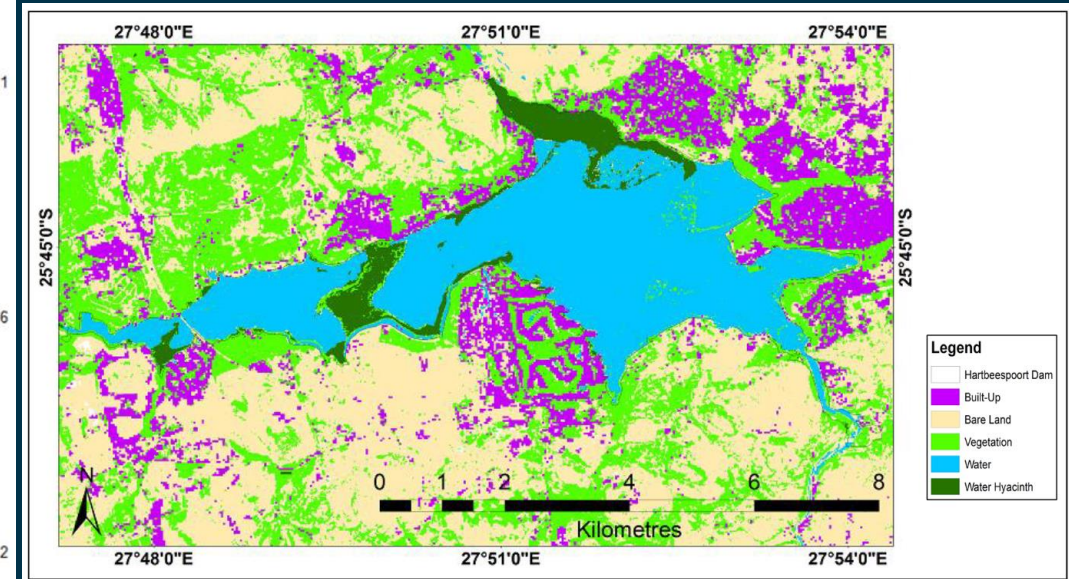 27°48'0"E 27°51'0"E 27°54'0"E
1
25°45'0"S 25°45'0"S
6
Legend
Hartbeespoort Dam
Built-Up
Bare Land
Vegetation
Water
Water Hyacinth
N
0 1 2 4 6 8
Kilometres
2
27°48'0"E 27°51'0"E 27°54'0"E